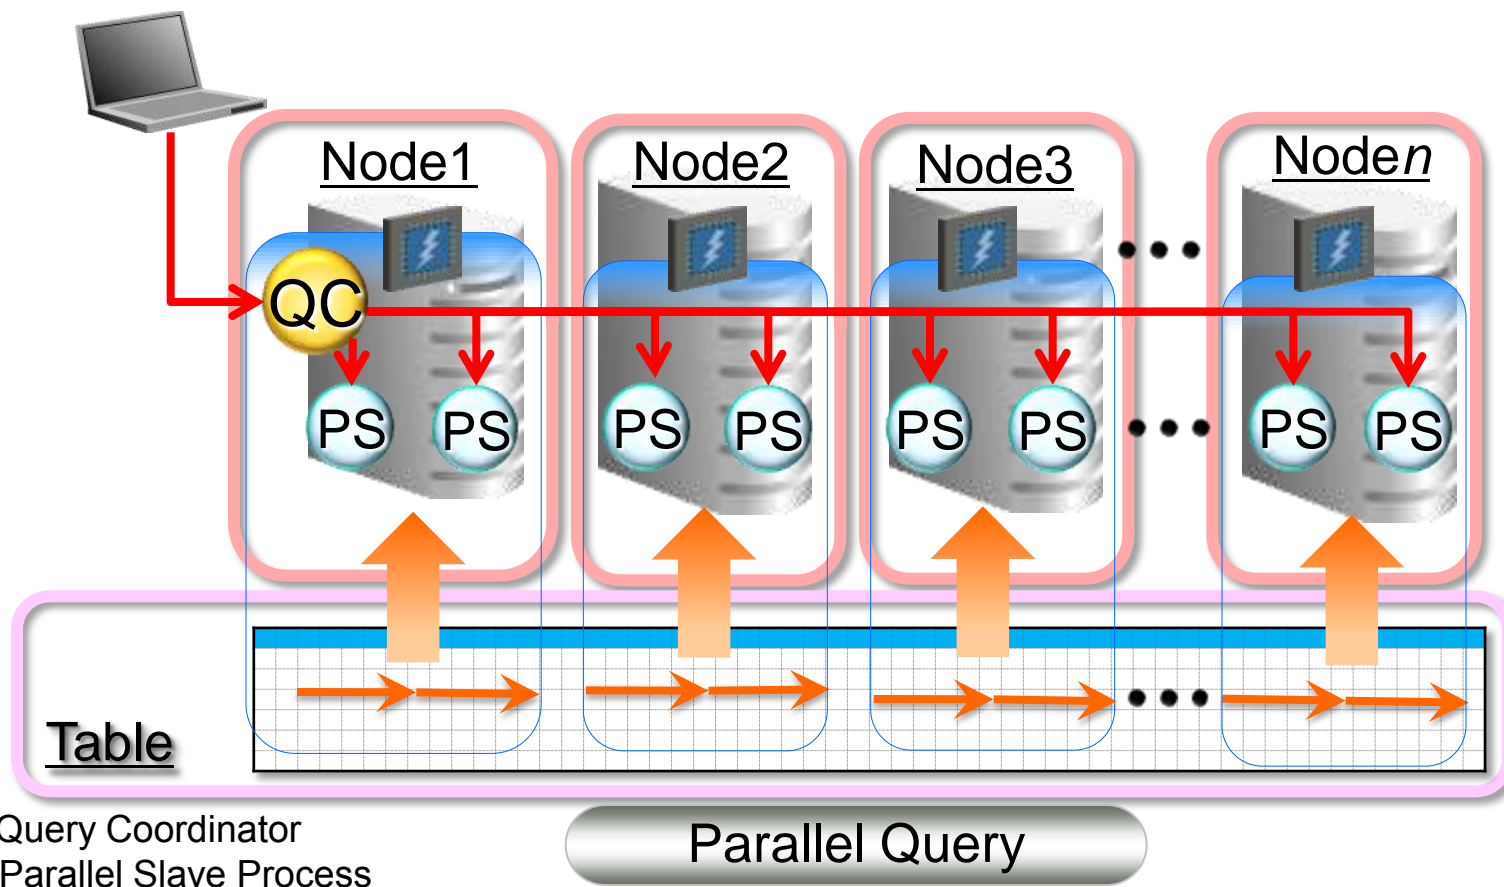 Node1 Node2 Node3 Noden
QC
PS PS PS PS PS PS PS PS
Table
Query Coordinator
Parallel Slave Process
Parallel Query